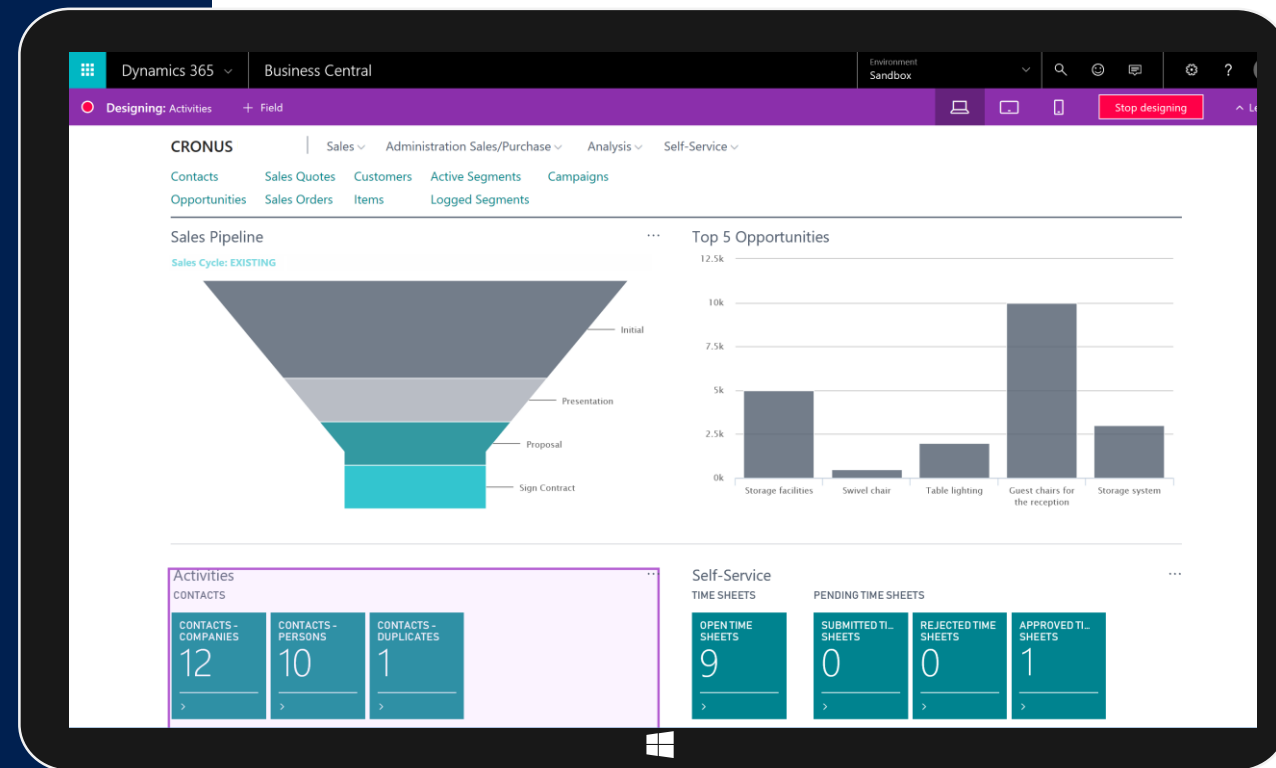 Dynamics 365 Business Central Environment
Sandbox ?
Designing: Activities + Field Stop designing
CRONUS Sales Administration Sales/Purchase Analysis Self-Service
Contacts Sales Quotes Customers Active Segments Campaigns
Opportunities Sales Orders Items Logged Segments
Sales Pipeline ...
Sales Cycle: EXISTING
Initial
Presentation
Proposal
Sign Contract
Top 5 Opportunities
12.5k
10k
7.5k
5k
2.5k
0k
Storage facilities Swivel chair Table lighting Guest chairs for Storage system
the reception
Activities ...
CONTACTS
CONTACTS - CONTACTS - CONTACTS -
COMPANIES PERSONS DUPLICATES
12 10 1
> > >
Self-Service ...
TIME SHEETS PENDING TIME SHEETS
OPEN TIME SUBMITTED TI... REJECTED TIME APPROVED TI...
SHEETS SHEETS SHEETS SHEETS
9 0 0 1
> > > >